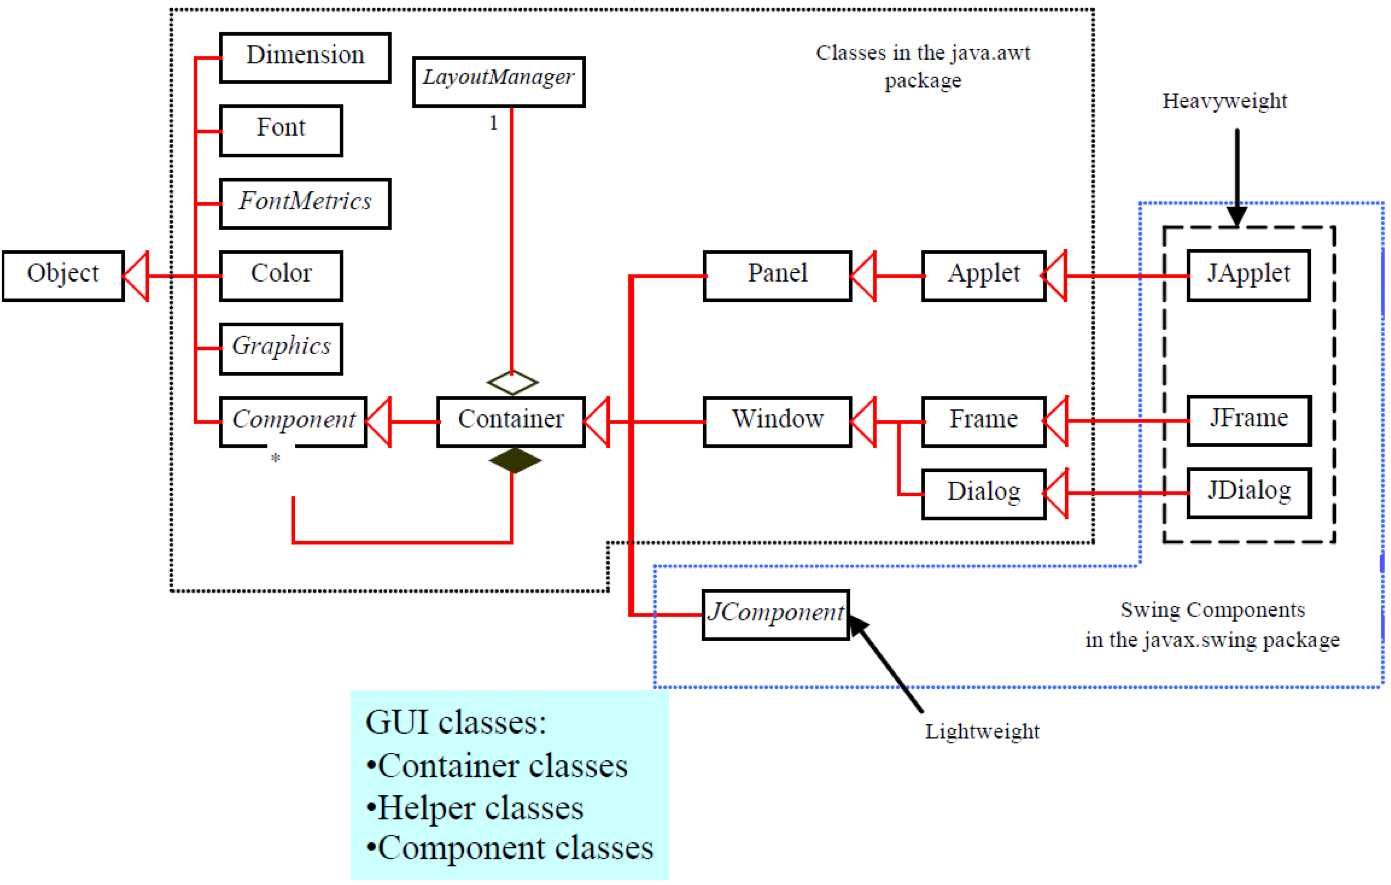 Dimension
LayoutManager
1
Classes in the java.awt
package
Font
Heavyweight
FontMetrics
Object
Color
Panel
Applet
JApplet
Graphics
Component
*
Container
Window
Frame
JFrame
Dialog
JDialog
JComponent
Swing Components
in the javax.swing package
Lightweight
GUI classes:
•Container classes
•Helper classes
•Component classes